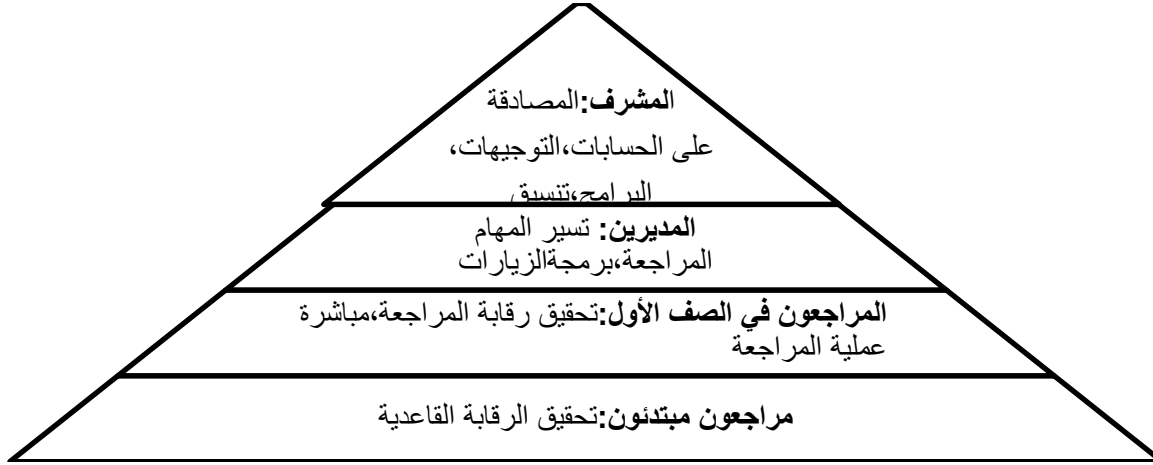 المشرف:المصادقة
على الحسابات،التوجيهات،
البرامج،تنسيق
المديرين: تسير المهام
المراجعة،برمجةالزيارات
المراجعون في الصف الأول:تحقيق رقابة المراجعة،مباشرة
عملية المراجعة
مراجعون مبتدئون:تحقيق الرقابة القاعدية